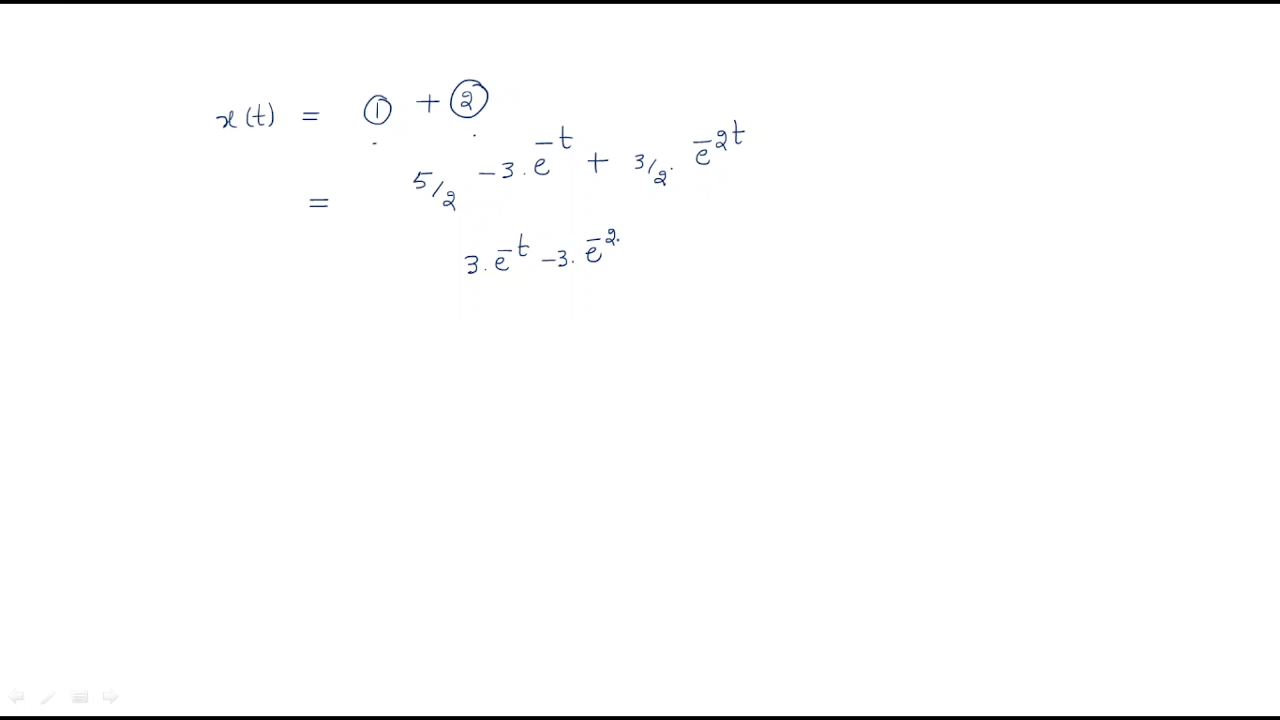 x(t) = ① + ②
= 5/2 - 3. e^-t + 3/2. e^-2t
3. e^-t - 3. e^-2.